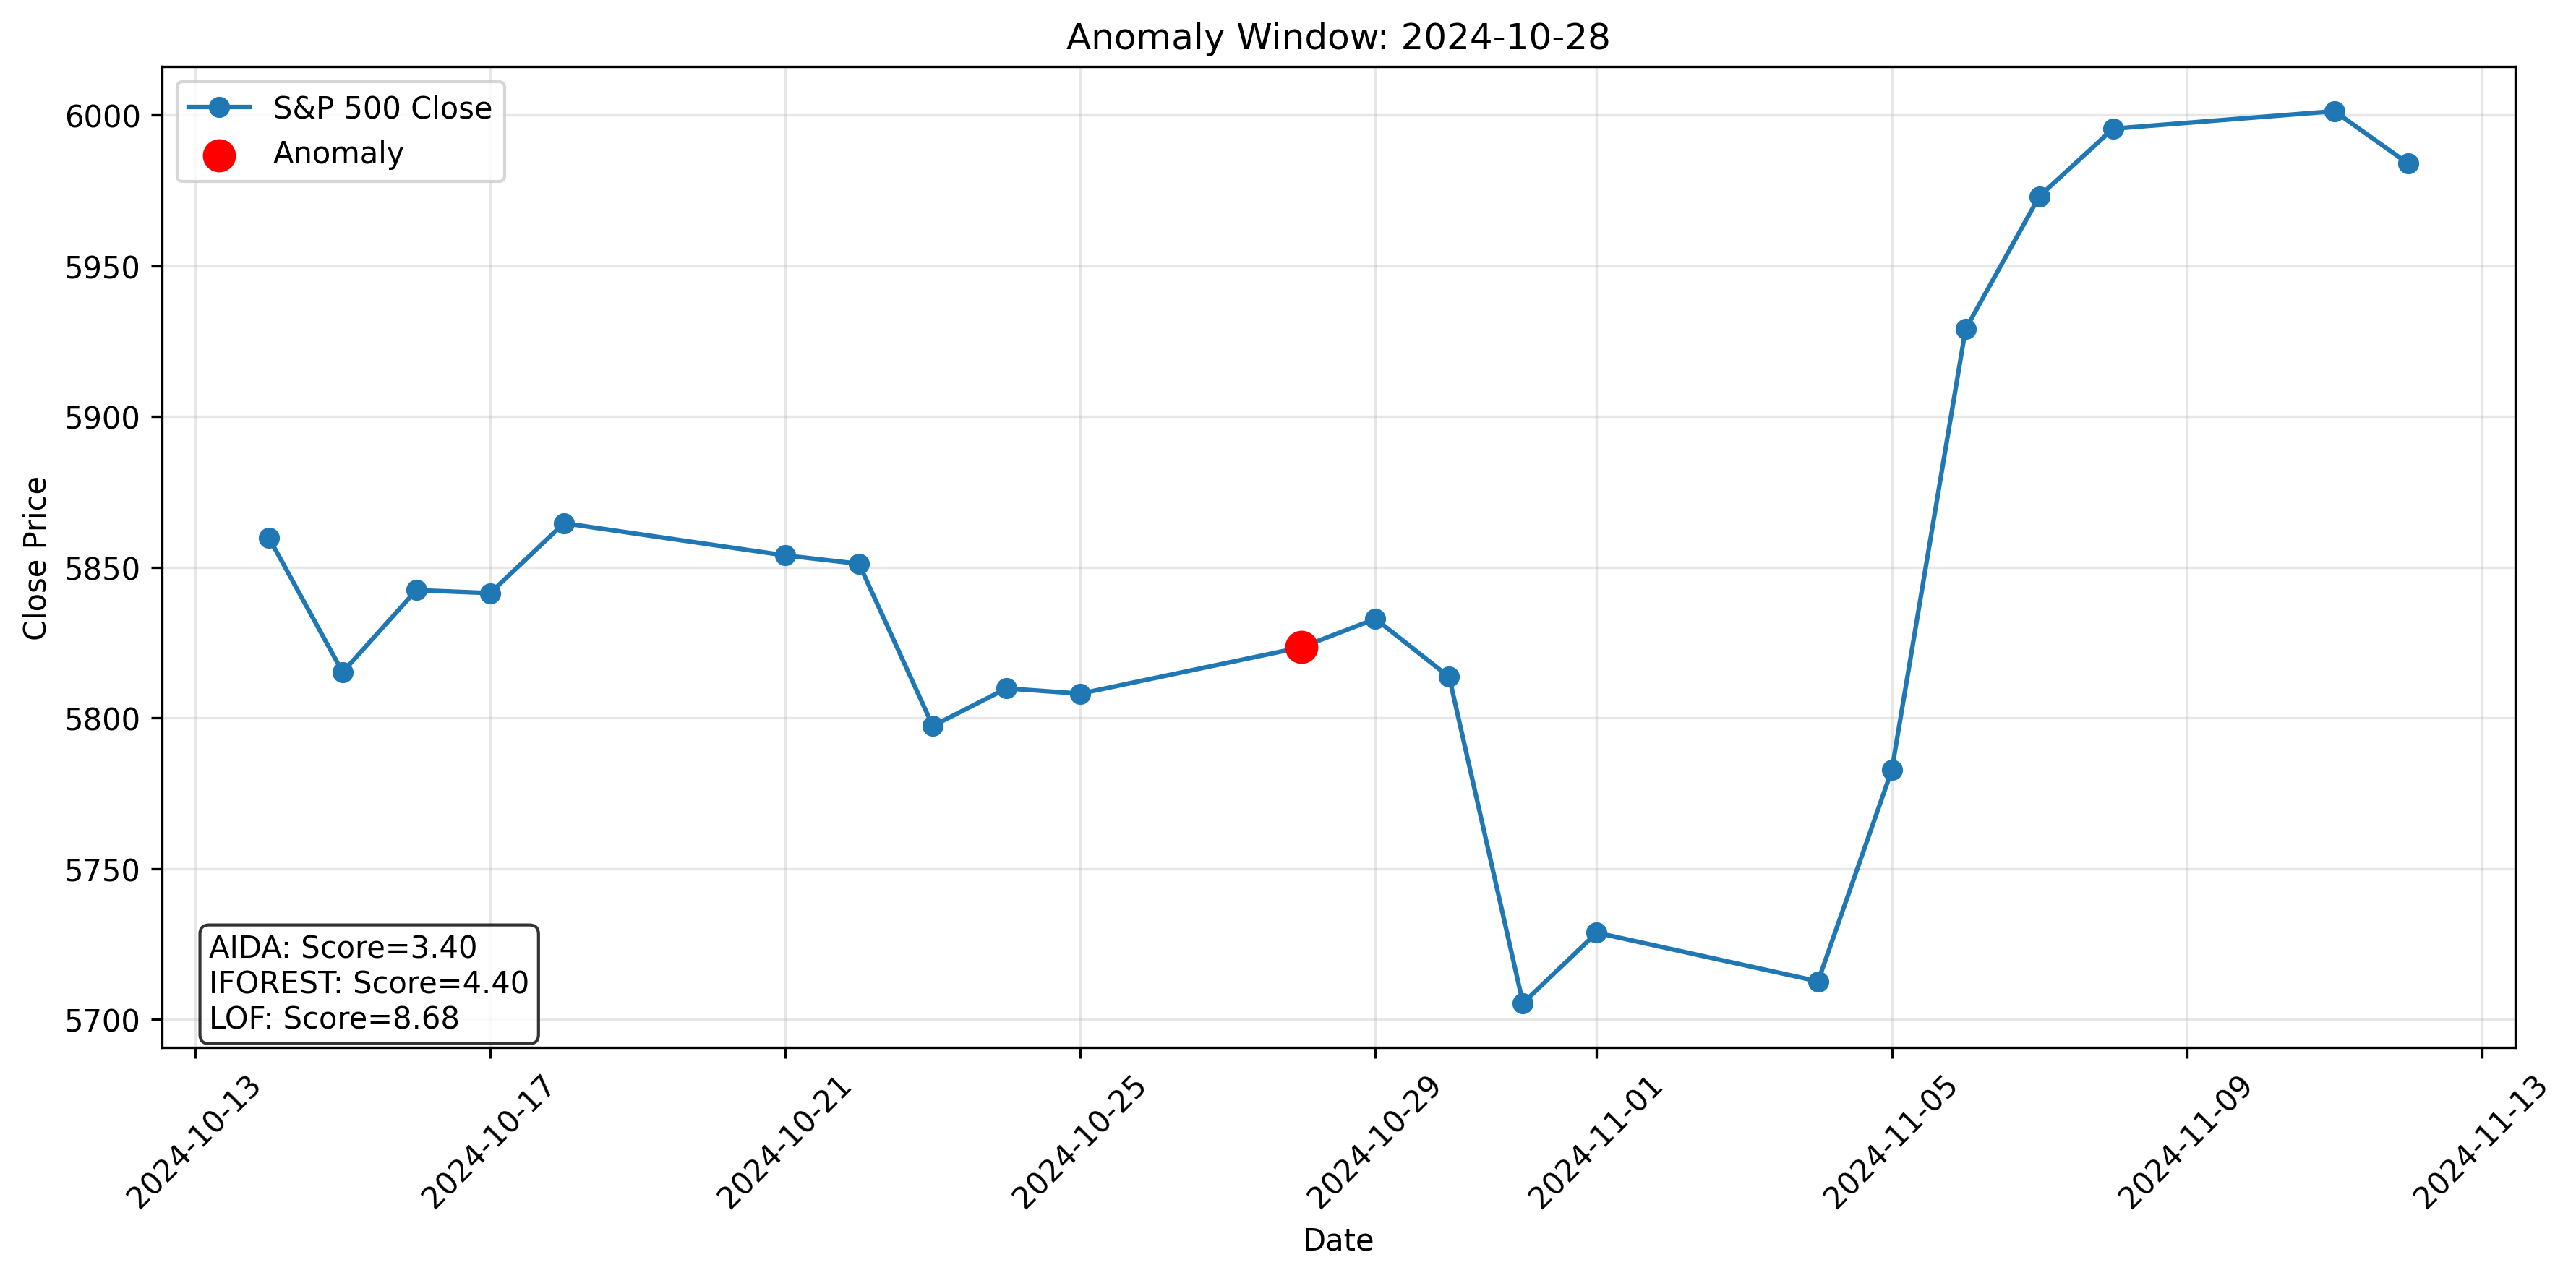 Anomaly Window: 2024-10-28
S&P 500 Close
Anomaly
6000
5950
5900
5850
5800
5750
5700
Close Price
AIDA: Score=3.40
IFOREST: Score=4.40
LOF: Score=8.68
2024-10-13
2024-10-17
2024-10-21
2024-10-25
2024-10-29
2024-11-01
2024-11-05
2024-11-09
2024-11-13
Date